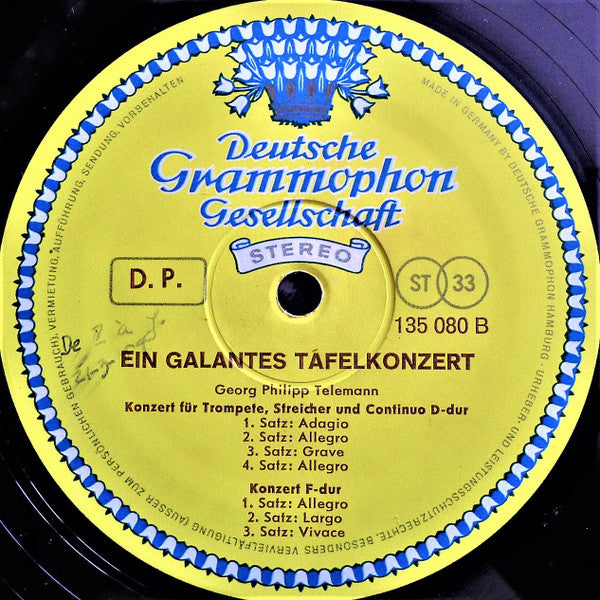 Deutsche
Grammophon
Gesellschaft
STEREO
D. P.
ST 33
135 080 B
De
EIN GALANTES TAFELKONZERT
Georg Philipp Telemann
Konzert für Trompete, Streicher und Continuo D-dur
1. Satz: Adagio
2. Satz: Allegro
3. Satz: Grave
4. Satz: Allegro
Konzert F-dur
1. Satz: Allegro
2. Satz: Largo
3. Satz: Vivace
MADE IN GERMANY BY DEUTSCHE GRAMMOPHON HAMBURG · URHEBER- UND LEISTUNGSSCHUTZRECHTE, BESONDERS VERVIELFÄLTIGUNG (AUSSER ZUM PERSÖNLICHEN GEBRAUCH), VERMIETUNG, AUFFÜHRUNG, SENDUNG, VORBEHALTEN